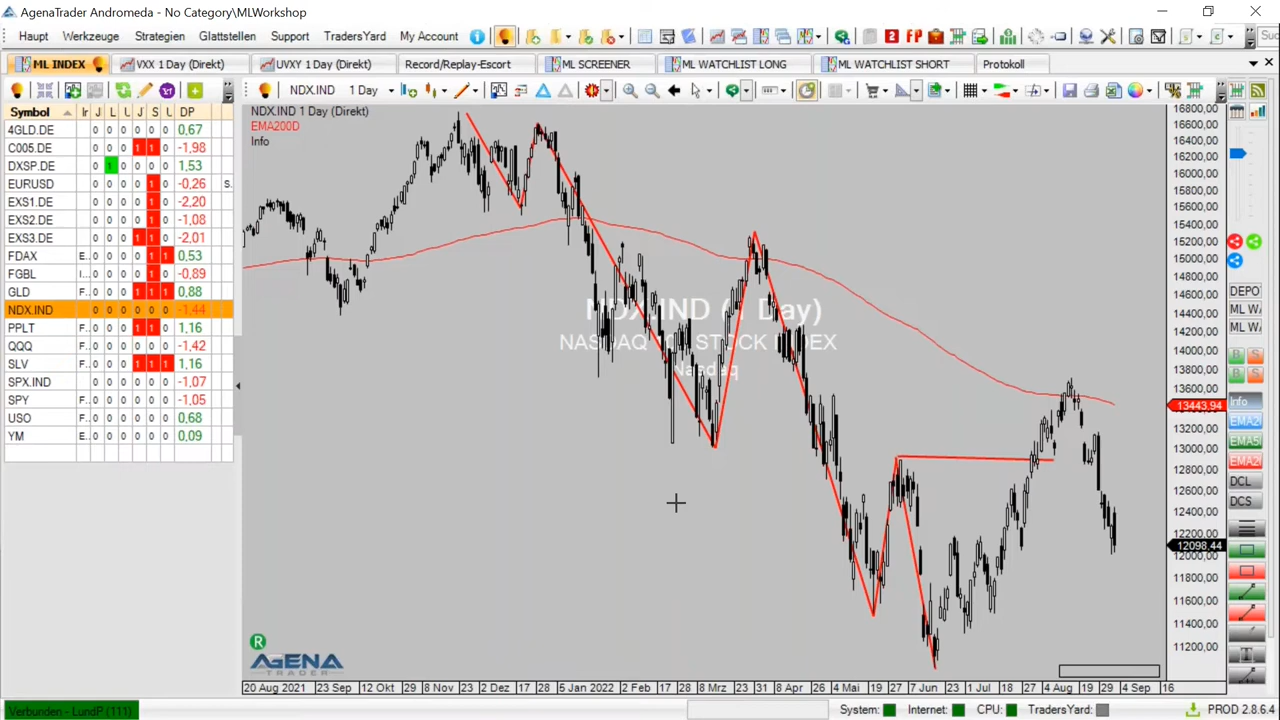 AgenaTrader Andromeda - No Category\MLWorkshop
Haupt Werkzeuge Strategien Glattstellen Support TradersYard My Account
ML INDEX VXX 1 Day (Direkt) UVXY 1 Day (Direkt) Record/Replay-Escort ML SCREENER ML WATCHLIST LONG ML WATCHLIST SHORT Protokoll
NDX.IND 1 Day
Symbol Ir J L U J S U DP
4GLD.DE 0 0 0 0 0 0 0,67
C005.DE 0 0 0 1 1 0 -1,98
DXSP.DE 0 1 0 0 0 0 1,53
EURUSD 0 0 0 0 1 0 -0,26 S.
EXS1.DE 0 0 0 0 1 0 -2,20
EXS2.DE 0 0 0 0 1 0 -1,08
EXS3.DE 0 0 0 1 1 0 -2,01
FDAX E.. 0 0 0 0 1 1 0,53
FGBL I... 0 0 0 0 1 0 -0,89
GLD F.. 0 0 0 1 1 1 0,88
NDX.IND 0 0 0 0 0 0 -1,44
PPLT F.. 0 0 0 1 1 0 1,16
QQQ F.. 0 0 0 0 0 0 -1,42
SLV F.. 0 0 0 1 1 1 1,16
SPX.IND 0 0 0 0 0 0 -1,07
SPY F.. 0 0 0 0 0 0 -1,05
USO F.. 0 0 0 0 0 0 0,68
YM E.. 0 0 0 0 0 0 0,09
NDX.IND 1 Day (Direkt)
EMA200D
Info
NDX.IND (1 Day)
NASDAQ 100 STOCK INDEX
Nasdaq
16800,00
16600,00
16400,00
16200,00
16000,00
15800,00
15600,00
15400,00
15200,00
15000,00
14800,00
14600,00
14400,00
14200,00
14000,00
13800,00
13600,00
13443,94
13200,00
13000,00
12800,00
12600,00
12400,00
12200,00
12098,44
12000,00
11800,00
11600,00
11400,00
11200,00
DEPO
ML W
ML W
B S
B S
Info
EMA2
EMA5
EMA2
DCL
DCS
R
AGENA
TRADER
20 Aug 2021 23 Sep 12 Okt 29 8 Nov 23 2 Dez 17 28 5 Jan 2022 2 Feb 17 28 8 Mrz 23 31 8 Apr 26 4 Mai 19 27 7 Jun 23 1 Jul 18 27 4 Aug 19 29 4 Sep 16
Verbunden - LundP (111) System: Internet: CPU: TradersYard: PROD 2.8.6.4